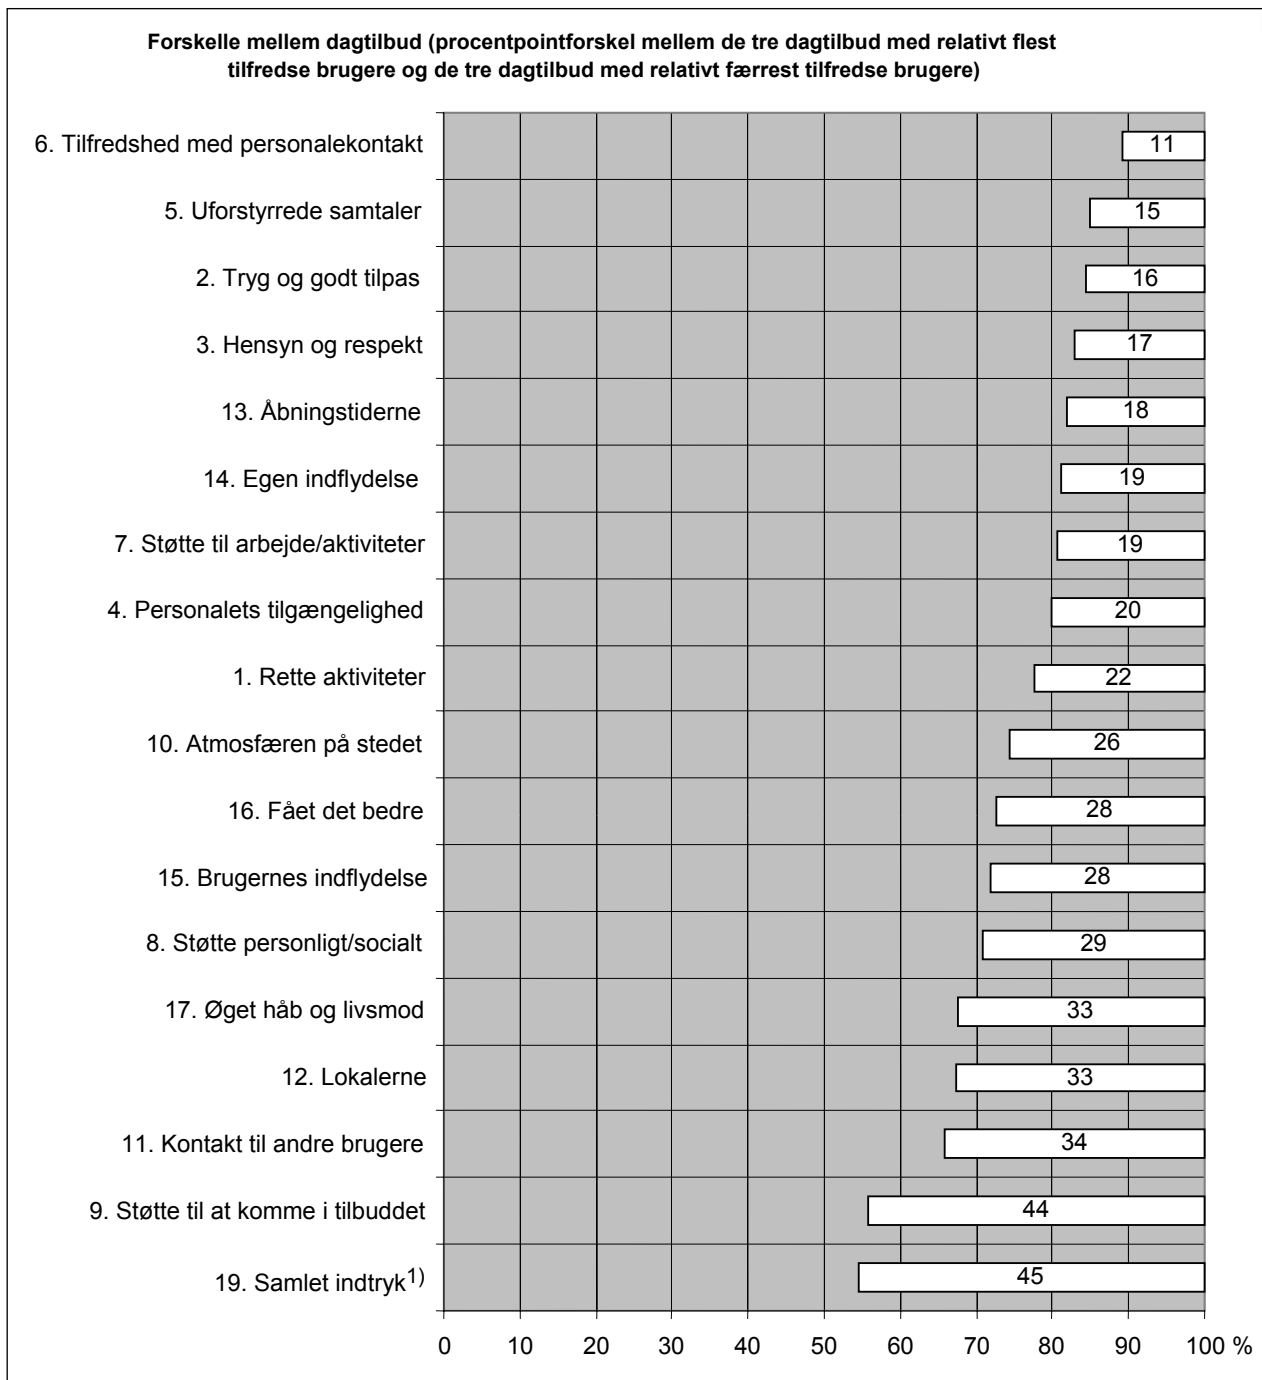 Forskelle mellem dagtilbud (procentpointforskel mellem de tre dagtilbud med relativt flest
tilfredse brugere og de tre dagtilbud med relativt færrest tilfredse brugere)
6. Tilfredshed med personalekontakt 11
5. Uforstyrrede samtaler 15
2. Tryg og godt tilpas 16
3. Hensyn og respekt 17
13. Åbningstiderne 18
14. Egen indflydelse 19
7. Støtte til arbejde/aktiviteter 19
4. Personalets tilgængelighed 20
1. Rette aktiviteter 22
10. Atmosfæren på stedet 26
16. Fået det bedre 28
15. Brugernes indflydelse 28
8. Støtte personligt/socialt 29
17. Øget håb og livsmod 33
12. Lokalerne 33
11. Kontakt til andre brugere 34
9. Støtte til at komme i tilbuddet 44
19. Samlet indtryk1) 45
0 10 20 30 40 50 60 70 80 90 100 %